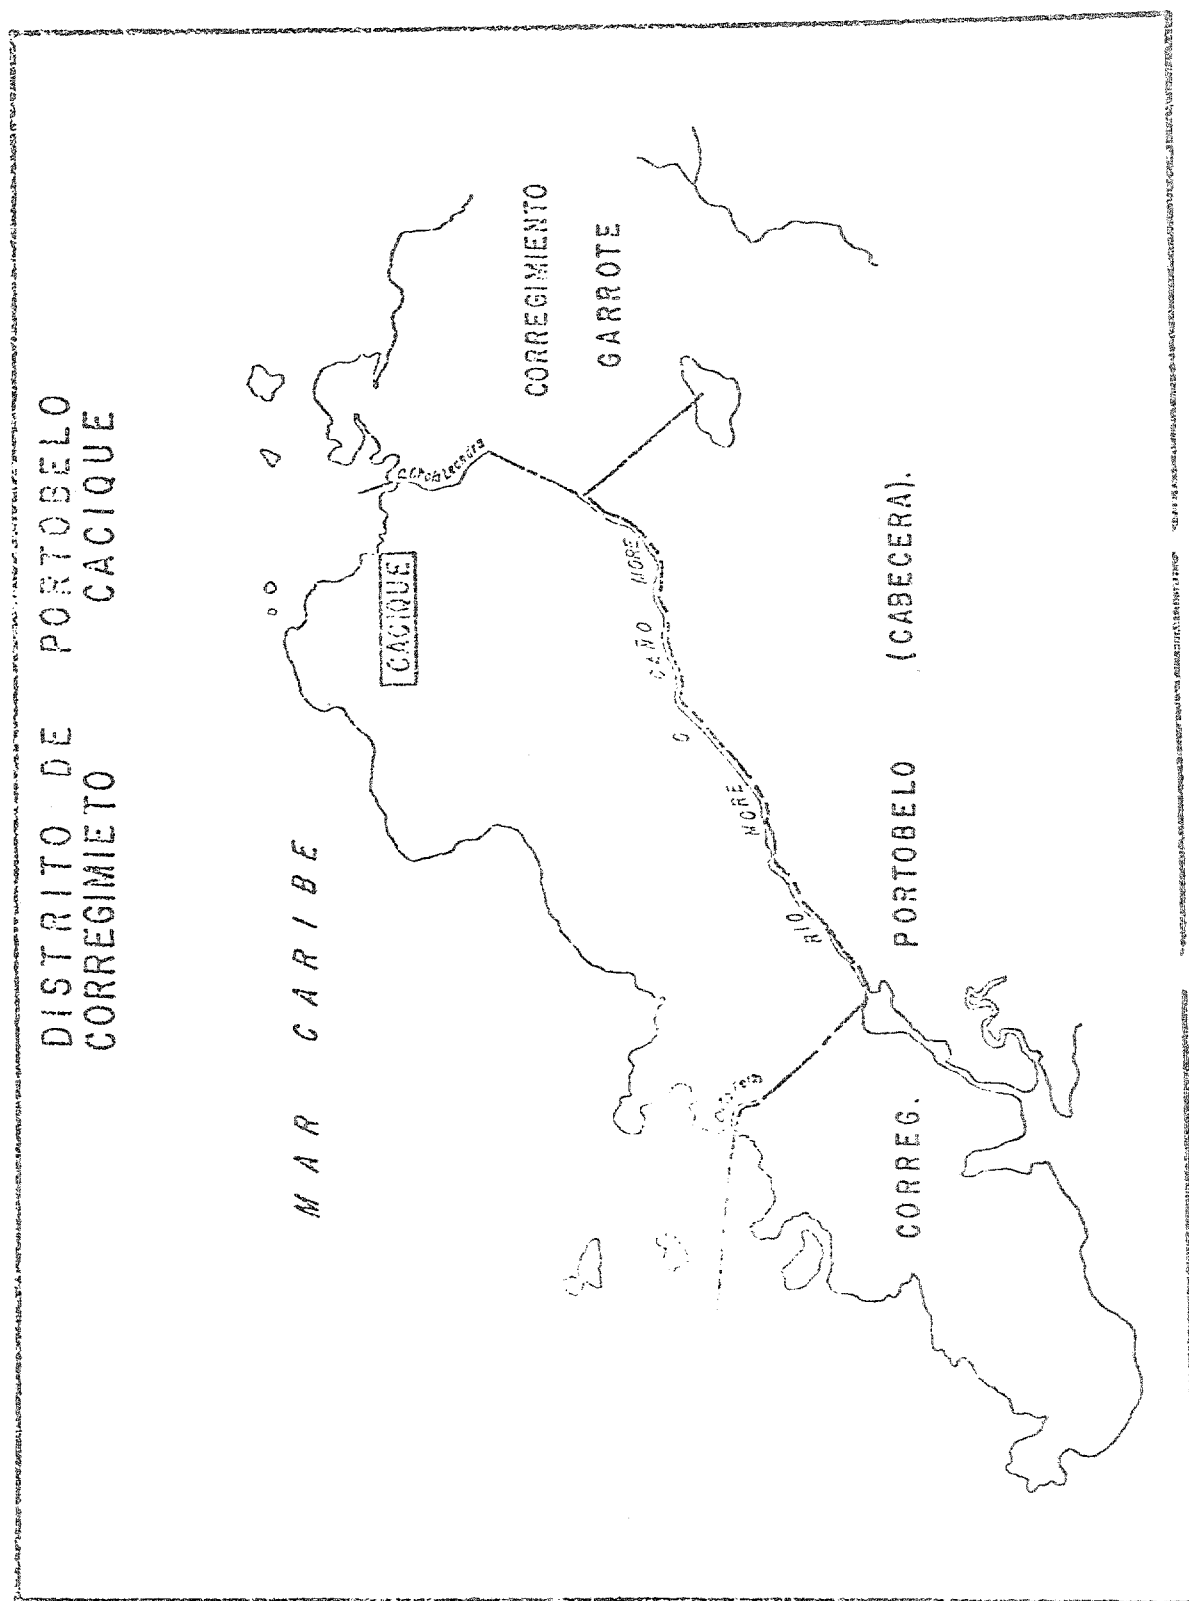 DISTRITO DE PORTOBELO
CORREGIMIETO CACIQUE
MAR CARIBE
CACIQUE
CORREGIMIENTO
GARROTE
CAÑO MORE
RIO MORE
CORREG. PORTOBELO (CABECERA).